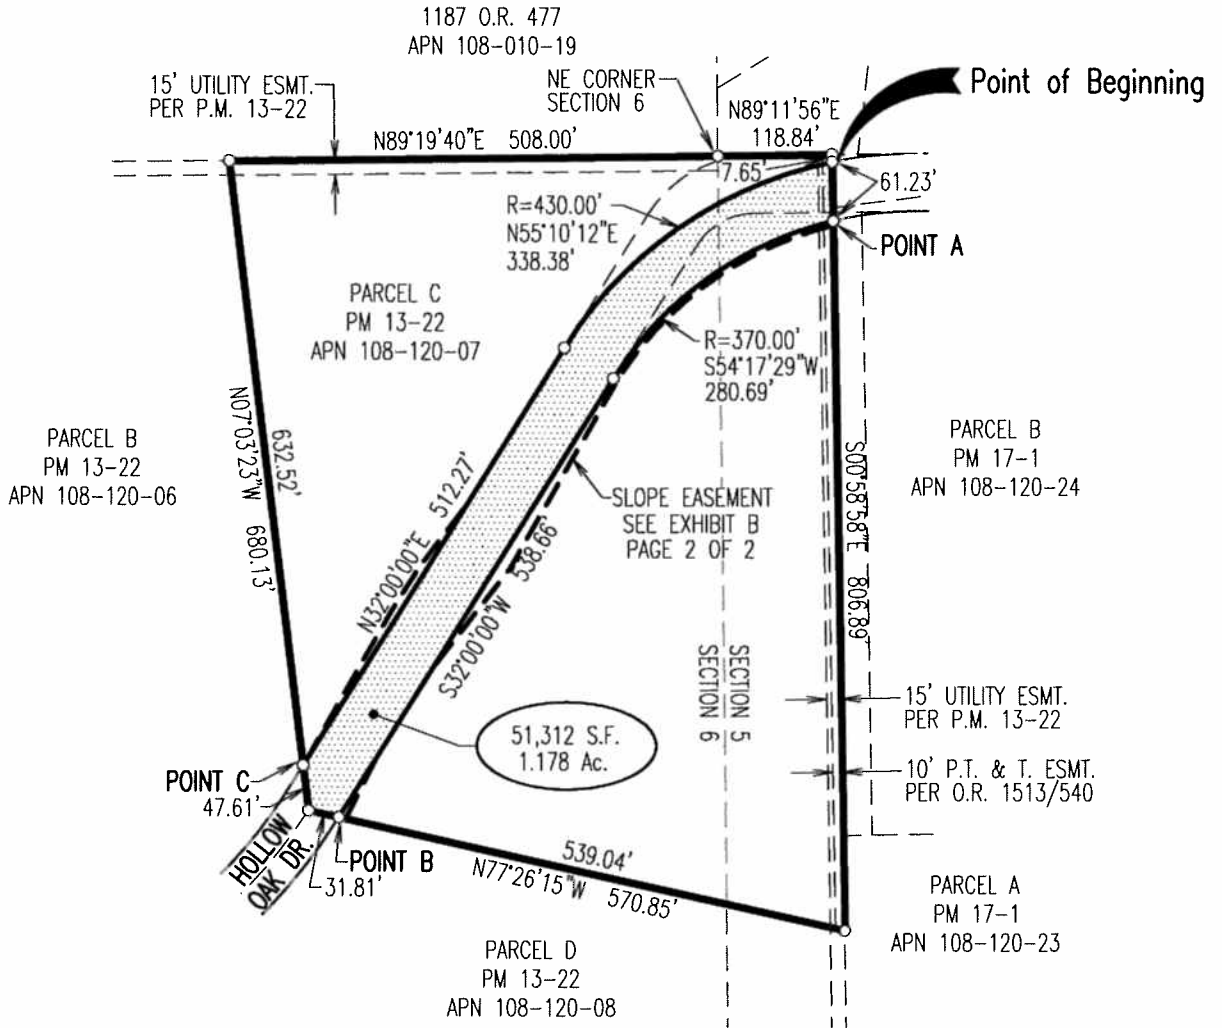 1187 O.R. 477
APN 108-010-19
15' UTILITY ESMT.
PER P.M. 13-22
NE CORNER
SECTION 6
N89°11'56"E
118.84'
Point of Beginning
N89°19'40"E 508.00'
7.65'
61.23'
R=430.00'
N55°10'12"E
338.38'
POINT A
PARCEL C
PM 13-22
APN 108-120-07
R=370.00'
S54°17'29"W
280.69'
N07°03'23"W 680.13'
632.52'
PARCEL B
PM 13-22
APN 108-120-06
PARCEL B
PM 17-1
APN 108-120-24
S00°58'58"E 806.89'
N32°00'00"E 512.27'
S32°00'00"W 538.66'
SLOPE EASEMENT
SEE EXHIBIT B
PAGE 2 OF 2
SECTION 5
SECTION 6
51,312 S.F.
1.178 Ac.
15' UTILITY ESMT.
PER P.M. 13-22
10' P.T. & T. ESMT.
PER O.R. 1513/540
POINT C
47.61'
HOLLOW
OAK DR.
31.81'
POINT B
539.04'
N77°26'15"W 570.85'
PARCEL A
PM 17-1
APN 108-120-23
PARCEL D
PM 13-22
APN 108-120-08